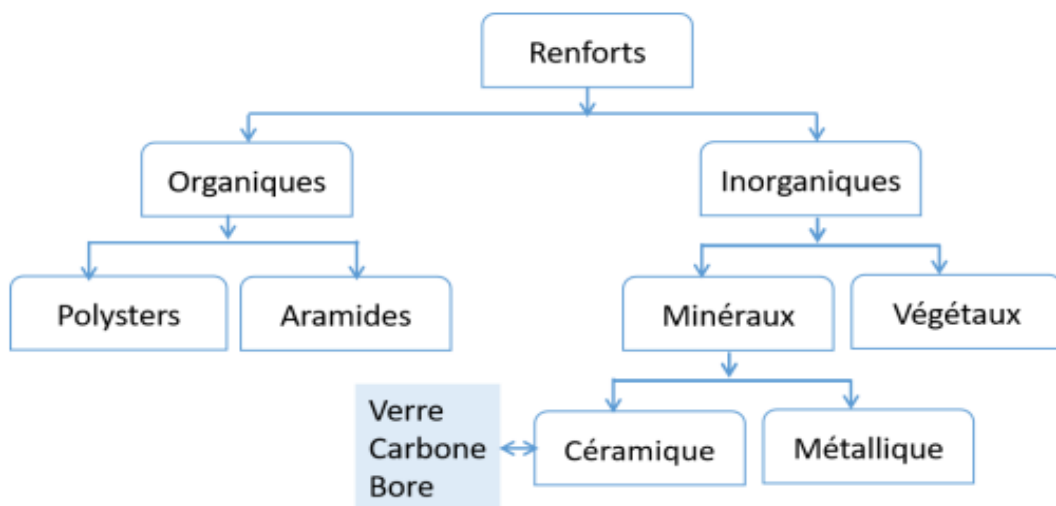 Renforts
Organiques
Inorganiques
Polysters
Aramides
Minéraux
Végétaux
Verre
Carbone
Bore
Céramique
Métallique